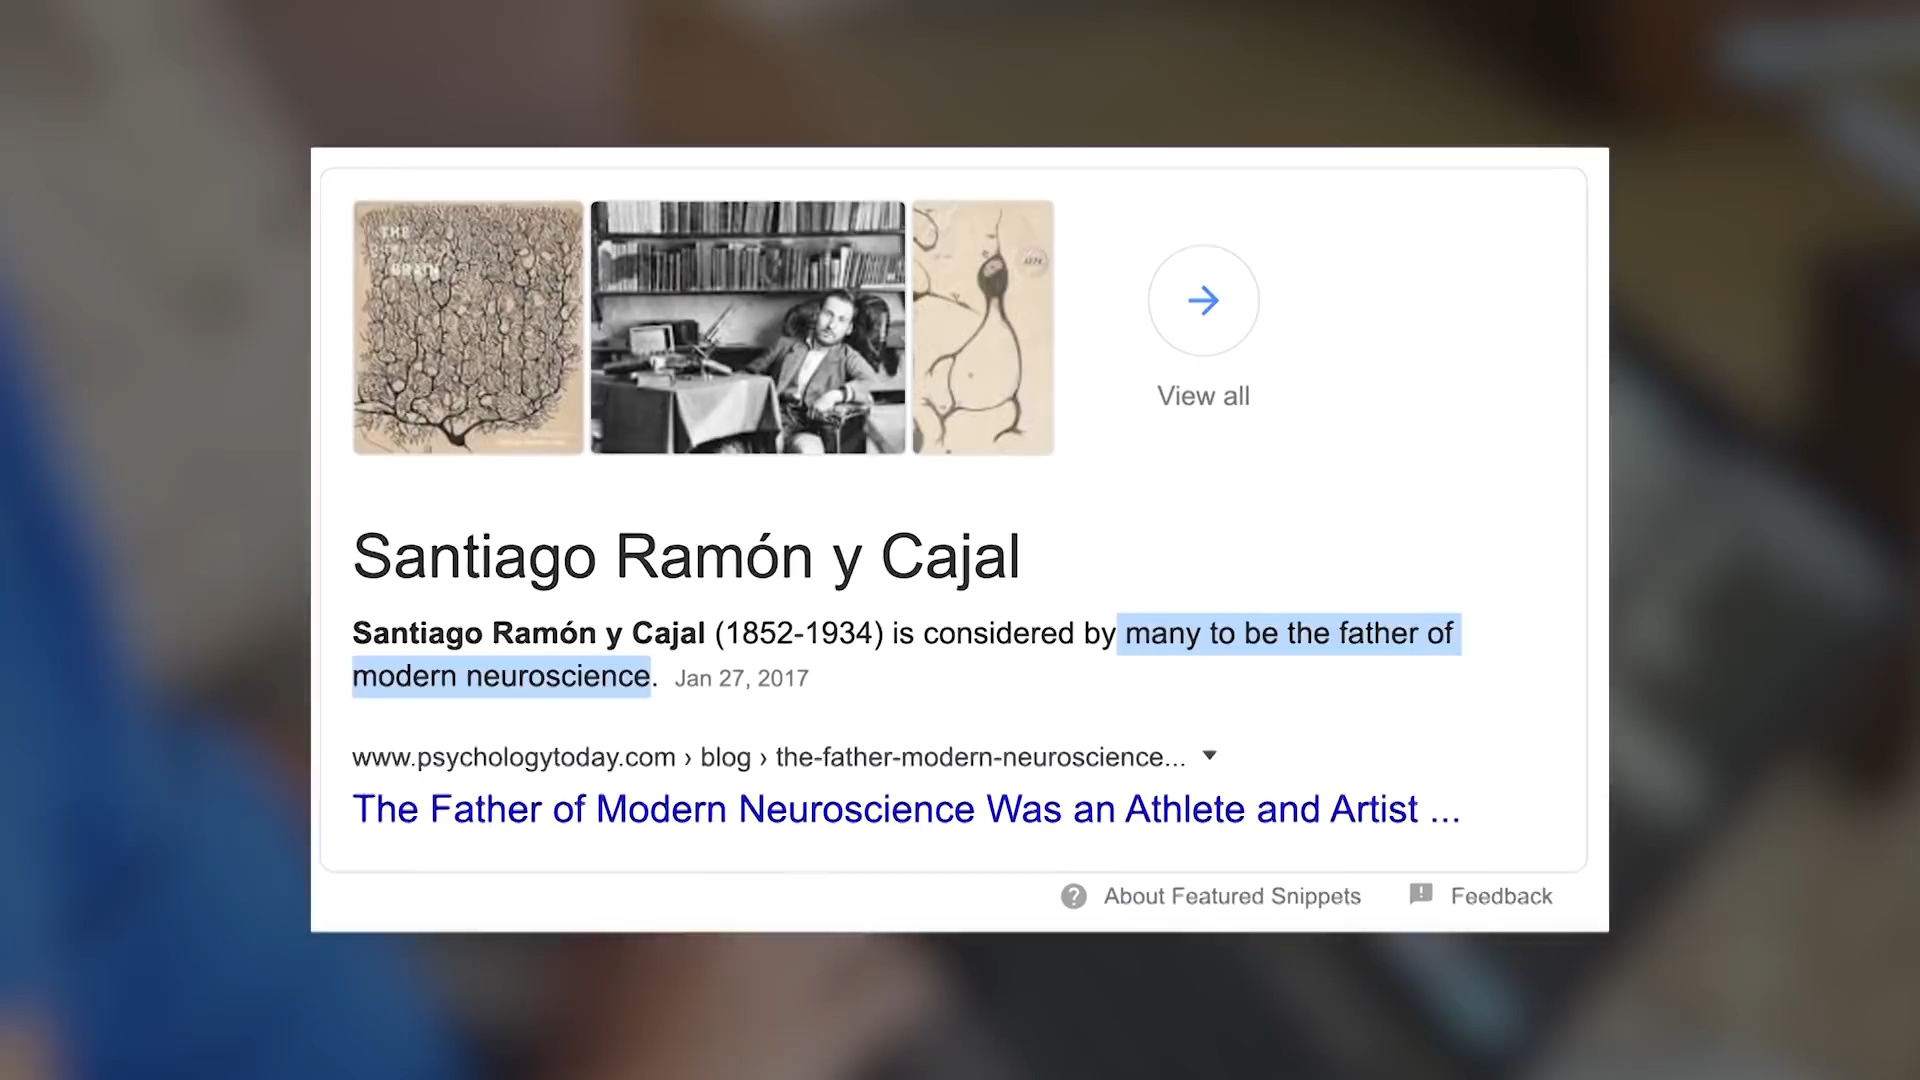 THE
BRAIN
View all
Santiago Ramón y Cajal
Santiago Ramón y Cajal (1852-1934) is considered by many to be the father of
modern neuroscience. Jan 27, 2017
www.psychologytoday.com › blog › the-father-modern-neuroscience...
The Father of Modern Neuroscience Was an Athlete and Artist ...
About Featured Snippets
Feedback